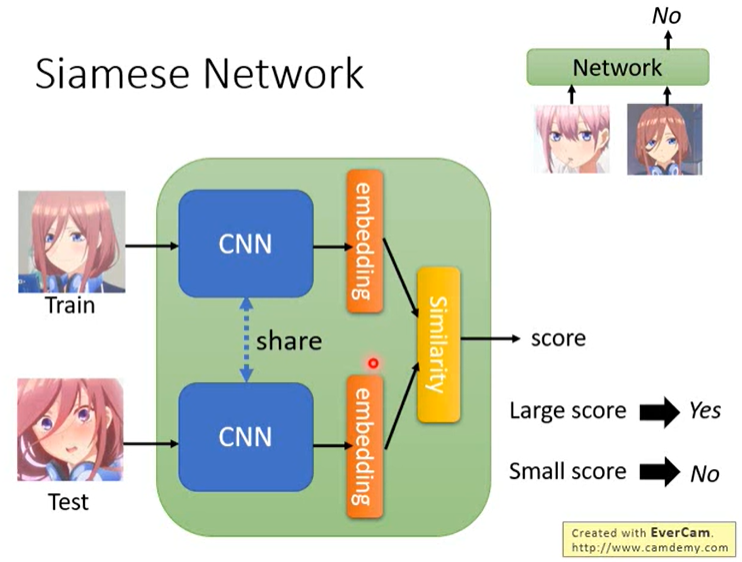 No
Siamese Network
Network
Train
CNN
embedding
share
Similarity
score
Test
CNN
embedding
Large score
Yes
Small score
No
Created with EverCam.
http://www.camdemy.com